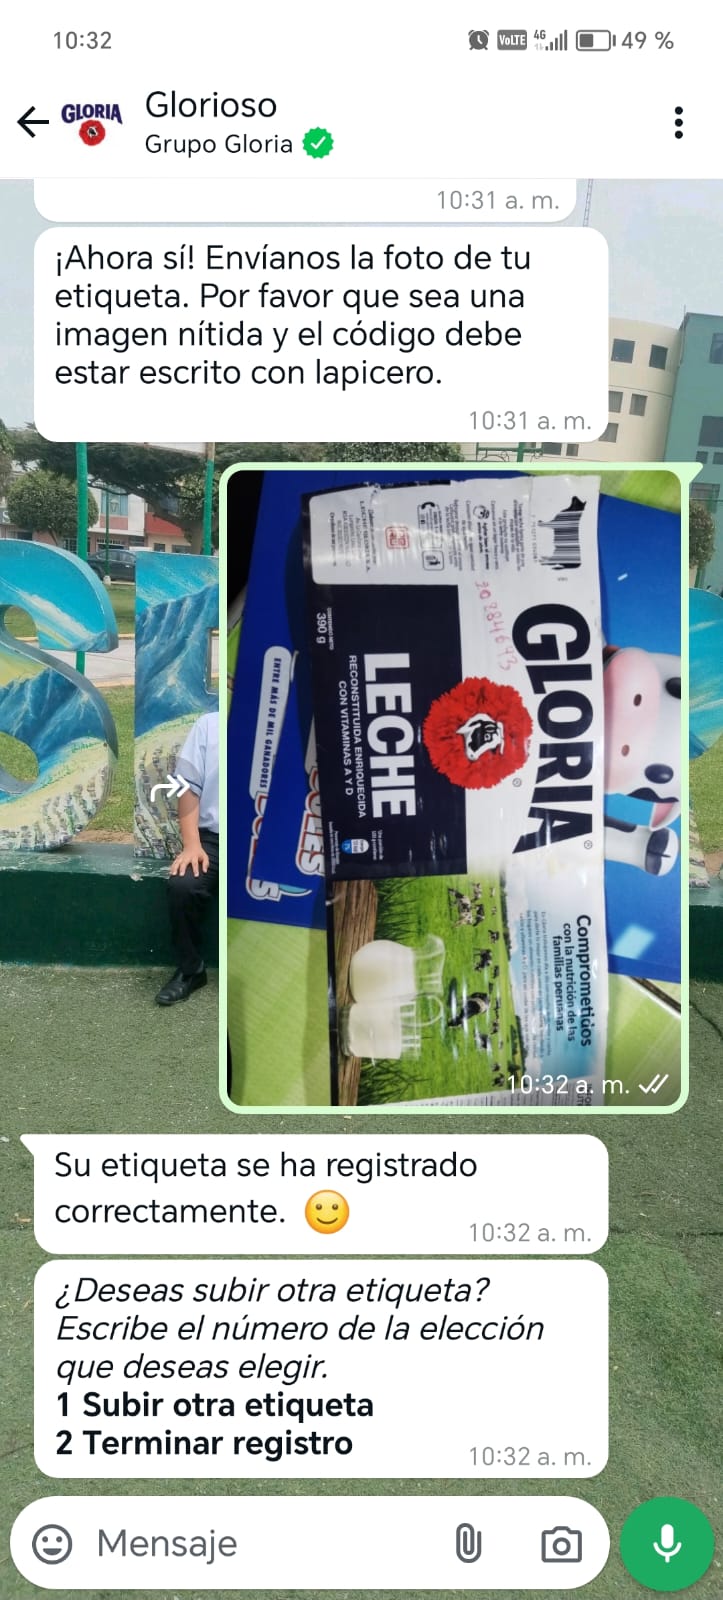 10:32
VoLTE
4G
49 %
GLORIA
Glorioso
Grupo Gloria
10:31 a. m.
¡Ahora sí! Envíanos la foto de tu
etiqueta. Por favor que sea una
imagen nítida y el código debe
estar escrito con lapicero.
10:31 a. m.
GLORIA
LECHE
RECONSTITUIDA ENRIQUECIDA
CON VITAMINAS A Y D
CONTENIDO NETO
390 g
LECHE GLORIA S.A.
ENTRE MÁS DE MIL GANADORES
Comprometidos
con la nutrición de las
familias peruanas
10:32 a. m.
Su etiqueta se ha registrado
correctamente. 🙂
10:32 a. m.
¿Deseas subir otra etiqueta?
Escribe el número de la elección
que deseas elegir.
1 Subir otra etiqueta
2 Terminar registro
10:32 a. m.
Mensaje